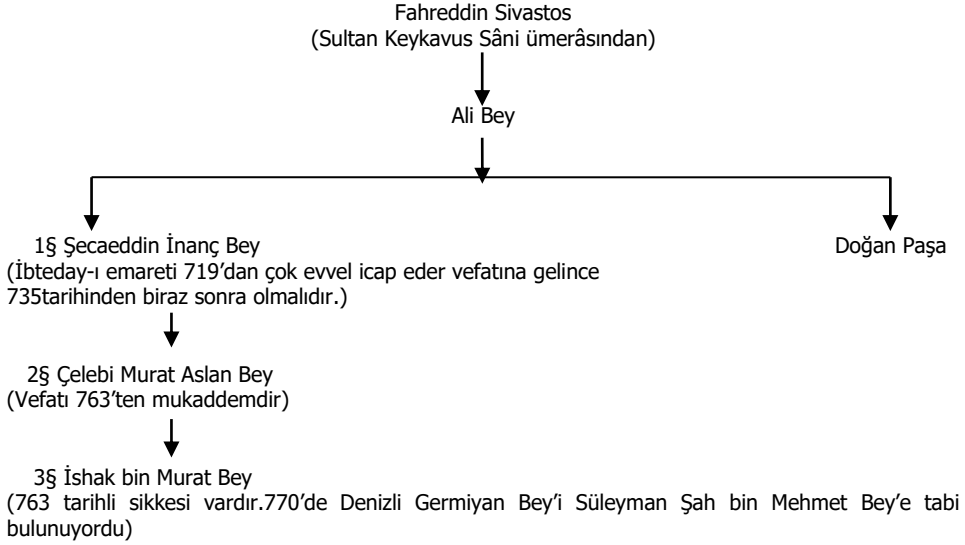 Fahreddin Sivastos
(Sultan Keykavus Sâni ümerâsından)
Ali Bey
1§ Şecaeddin İnanç Bey
Doğan Paşa
(İbteday-ı emareti 719’dan çok evvel icap eder vefatına gelince
735tarihinden biraz sonra olmalıdır.)
2§ Çelebi Murat Aslan Bey
(Vefatı 763’ten mukaddemdir)
3§ İshak bin Murat Bey
(763 tarihli sikkesi vardır.770’de Denizli Germiyan Bey’i Süleyman Şah bin Mehmet Bey’e tabi
bulunuyordu)